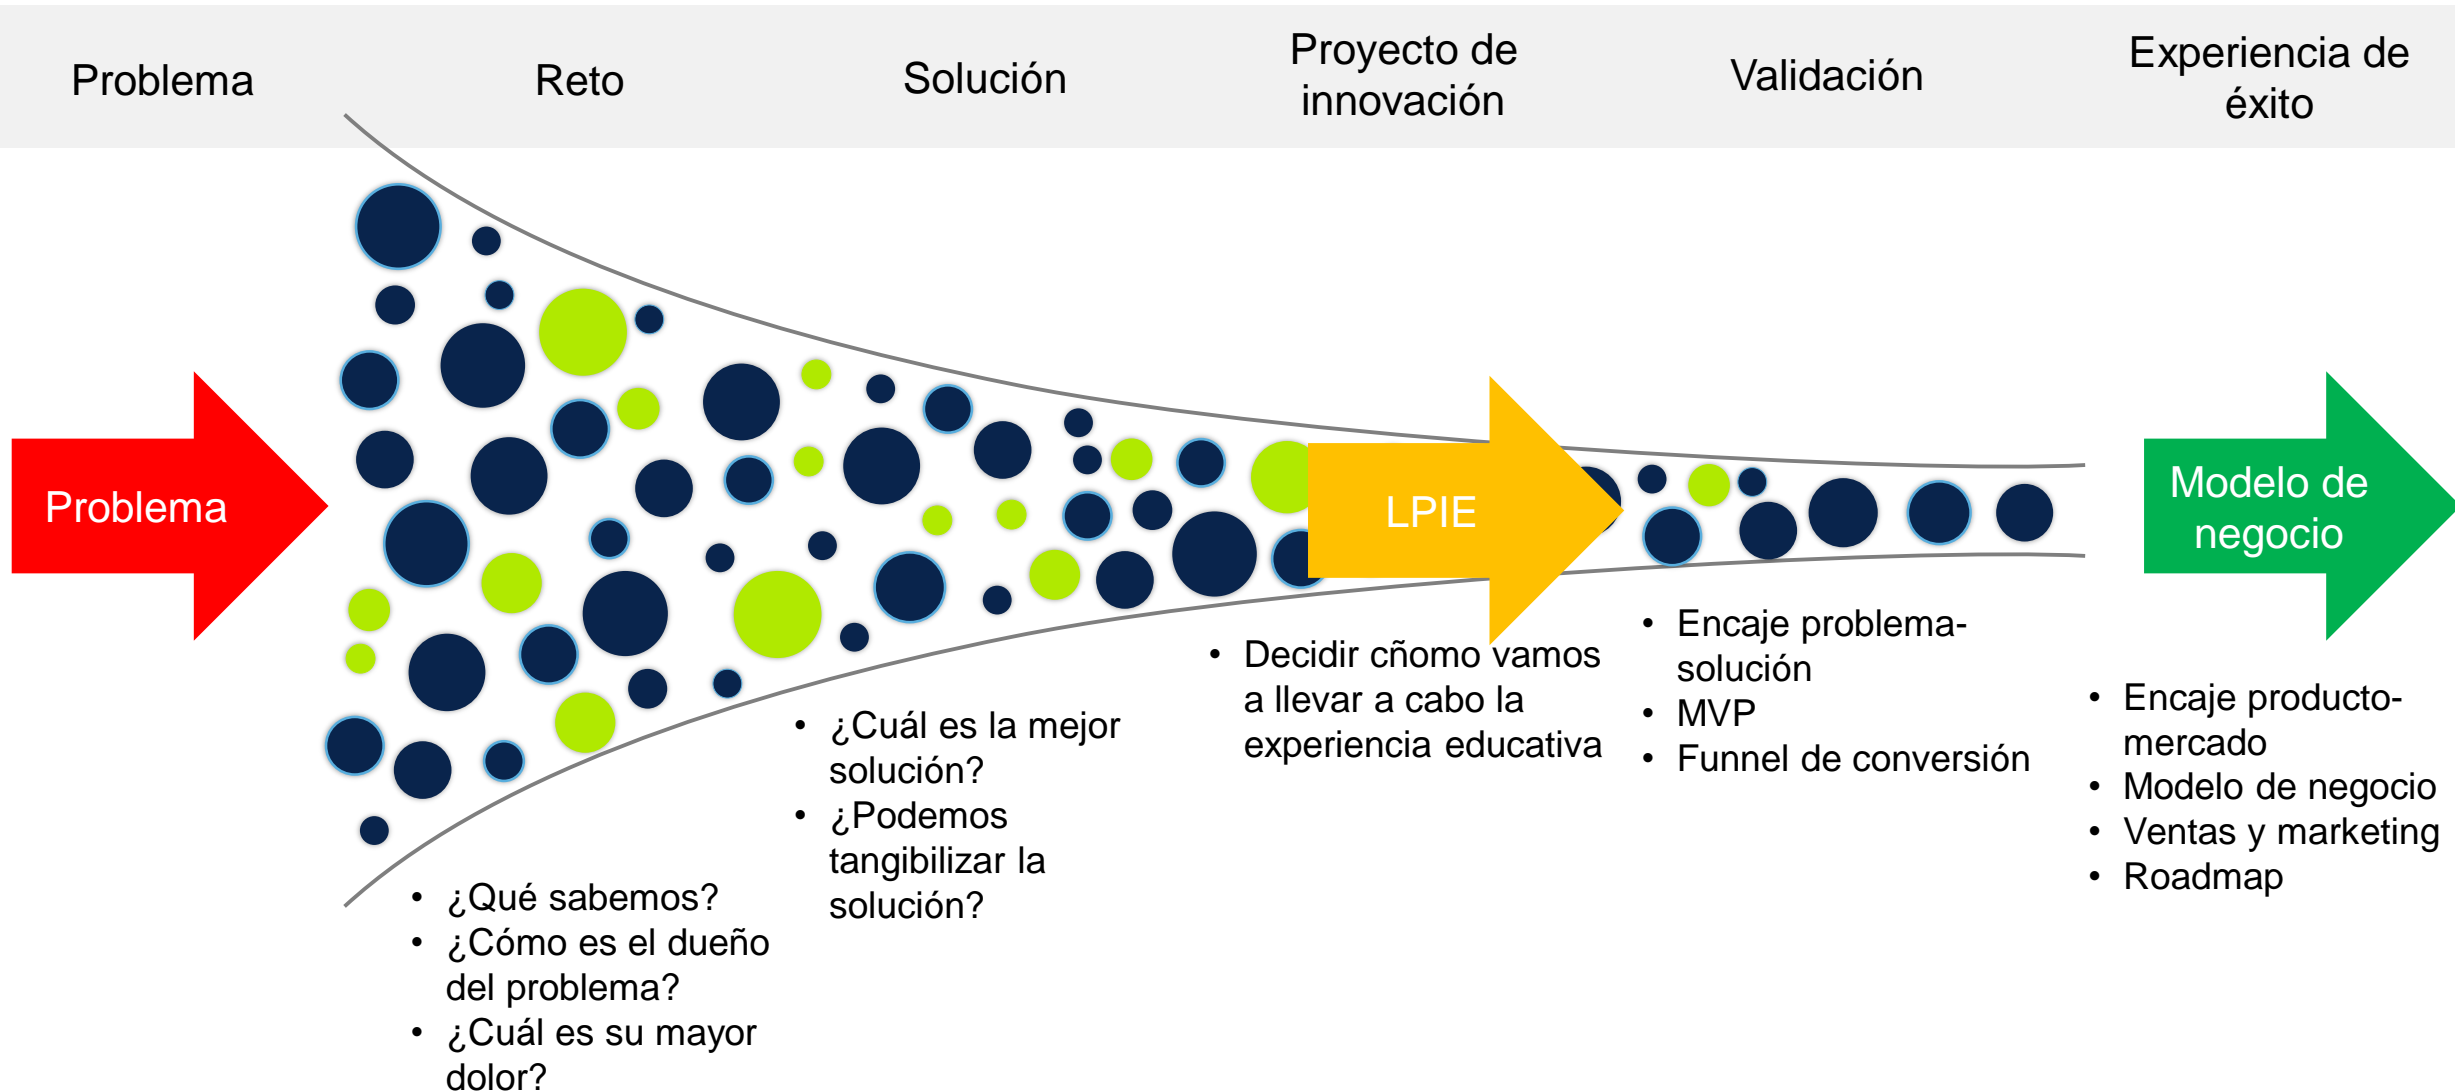 Problema
Reto
Solución
Proyecto de
innovación
Validación
Experiencia de
éxito
Problema
LPIE
Modelo de
negocio
• ¿Qué sabemos?
• ¿Cómo es el dueño
del problema?
• ¿Cuál es su mayor
dolor?
• ¿Cuál es la mejor
solución?
• ¿Podemos
tangibilizar la
solución?
• Decidir cñomo vamos
a llevar a cabo la
experiencia educativa
• Encaje problema-
solución
• MVP
• Funnel de conversión
• Encaje producto-
mercado
• Modelo de negocio
• Ventas y marketing
• Roadmap